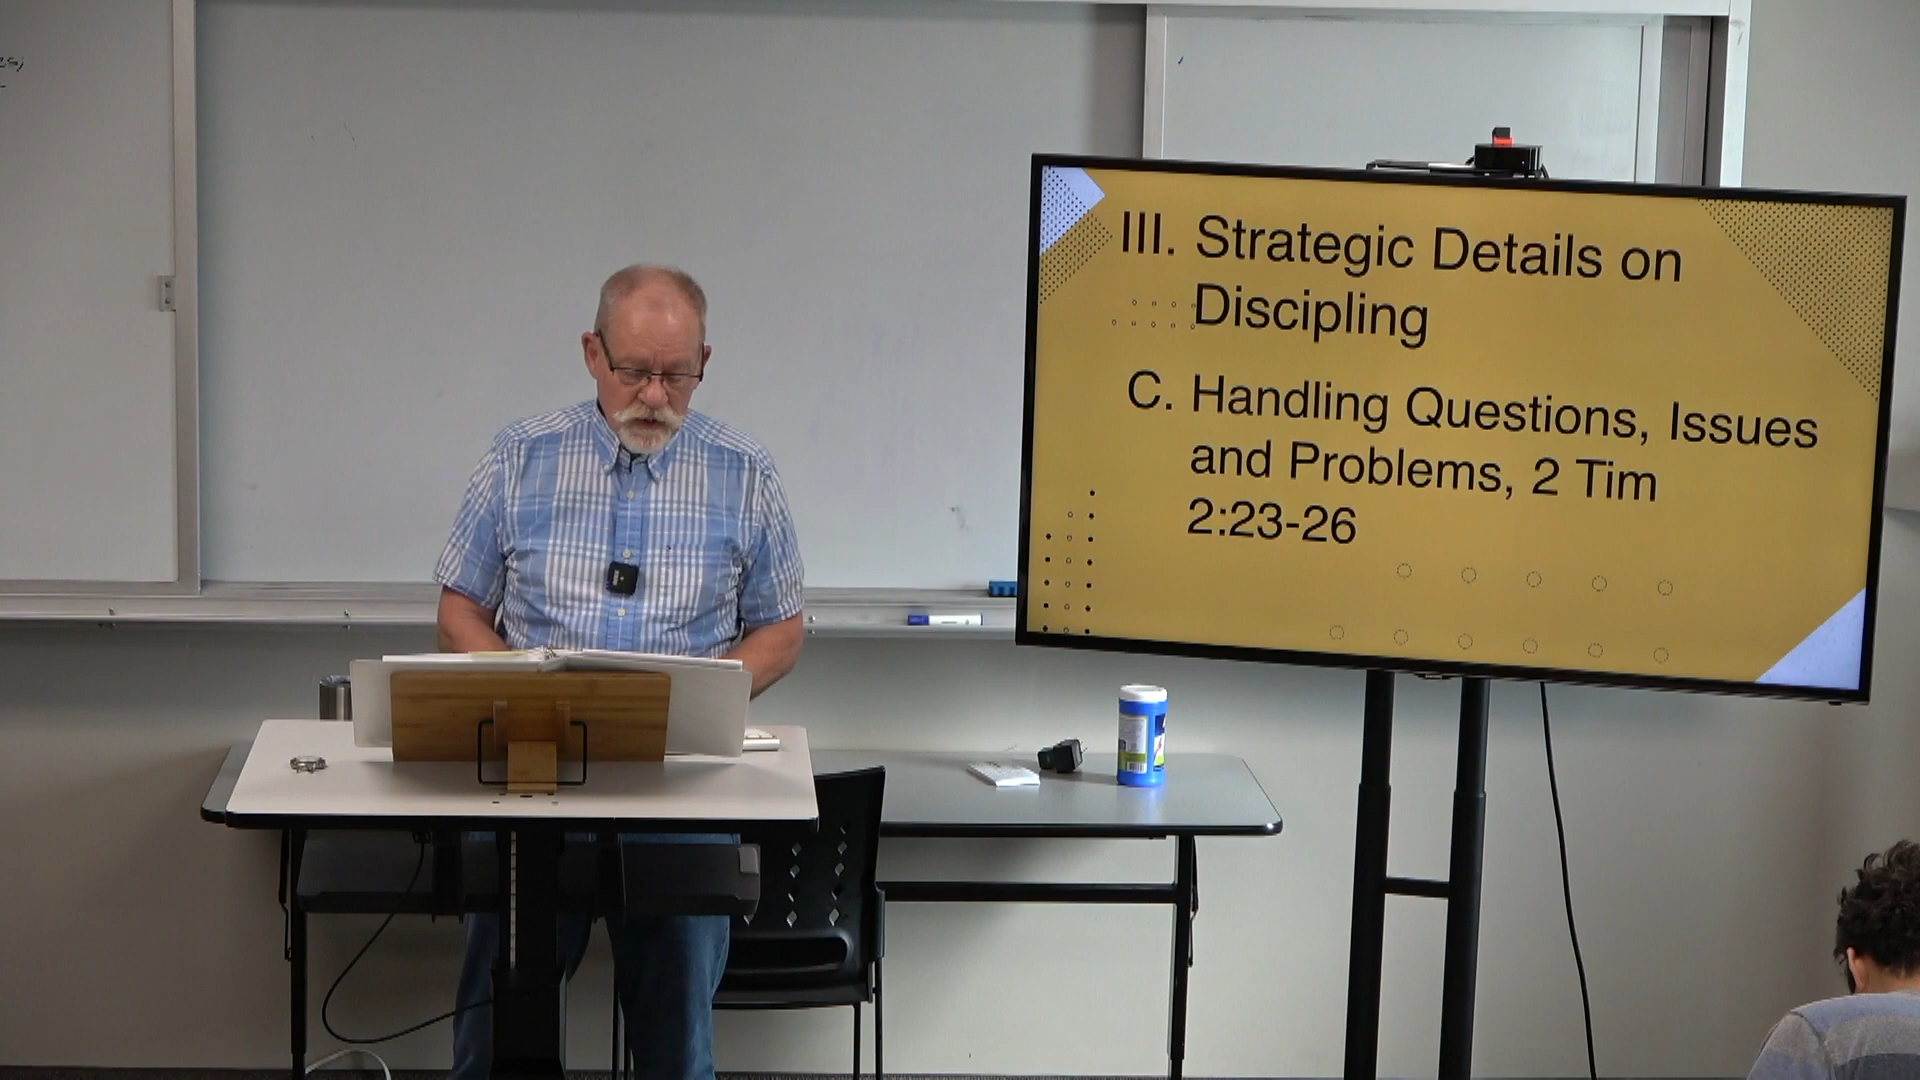 III. Strategic Details on
Discipling
C. Handling Questions, Issues
and Problems, 2 Tim
2:23-26